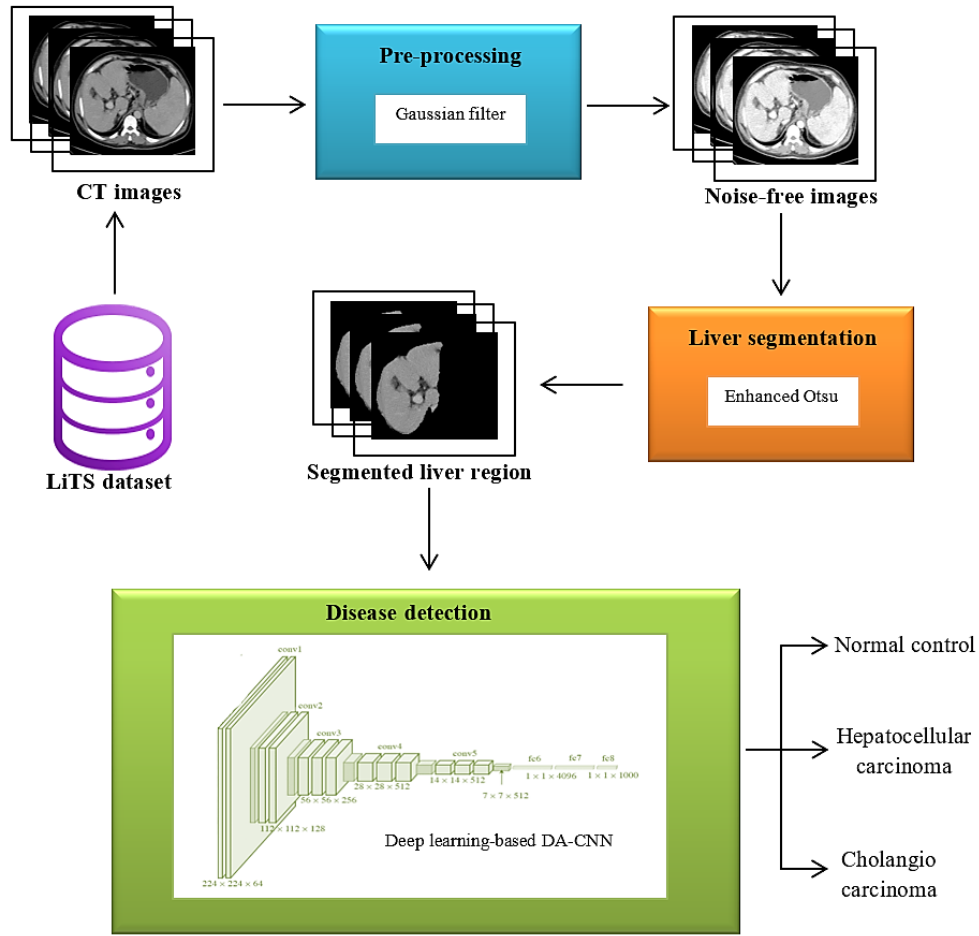 Pre-processing
Gaussian filter
CT images
Noise-free images
Liver segmentation
Enhanced Otsu
LiTS dataset
Segmented liver region
Disease detection
conv1
conv2
conv3
conv4
conv5
fc6
fc7
fc8
1 × 1 × 4096
1 × 1 × 1000
14 × 14 × 512
28 × 28 × 512
7 × 7 × 512
56 × 56 × 256
112 × 112 × 128
224 × 224 × 64
Deep learning-based DA-CNN
Normal control
Hepatocellular
carcinoma
Cholangio
carcinoma